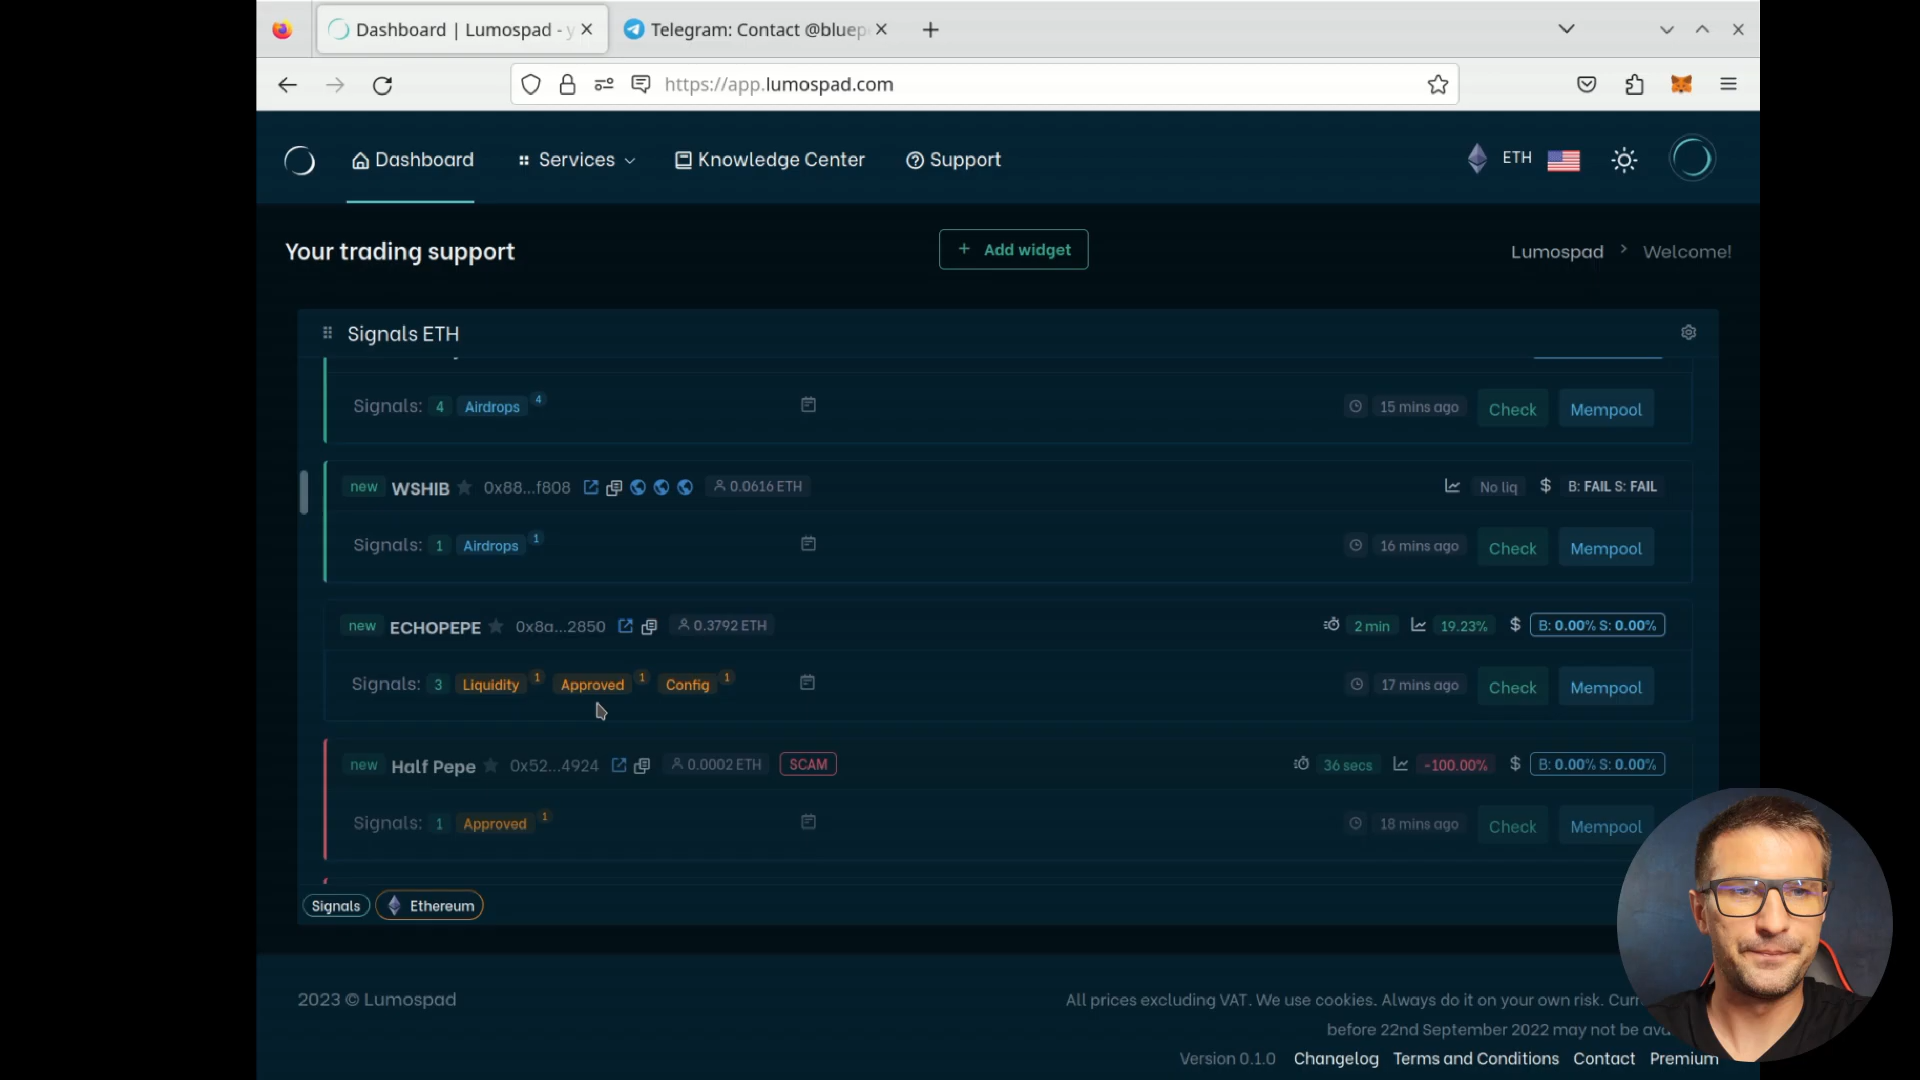 Dashboard | Lumospad - y
Telegram: Contact @bluep
https://app.lumospad.com
Dashboard
Services
Knowledge Center
Support
ETH
Your trading support
+ Add widget
Lumospad > Welcome!
Signals ETH
Signals: 4 Airdrops 4
15 mins ago Check Mempool
new WSHIB 0x88...f808 0.0616 ETH
No liq $ B: FAIL S: FAIL
Signals: 1 Airdrops 1
16 mins ago Check Mempool
new ECHOPEPE 0x8a...2850 0.3792 ETH
2 min 19.23% $ B: 0.00% S: 0.00%
Signals: 3 Liquidity 1 Approved 1 Config 1
17 mins ago Check Mempool
new Half Pepe 0x52...4924 0.0002 ETH SCAM
36 secs -100.00% $ B: 0.00% S: 0.00%
Signals: 1 Approved 1
18 mins ago Check Mempool
Signals Ethereum
2023 © Lumospad
All prices excluding VAT. We use cookies. Always do it on your own risk. Curr
before 22nd September 2022 may not be ava
Version 0.1.0 Changelog Terms and Conditions Contact Premium